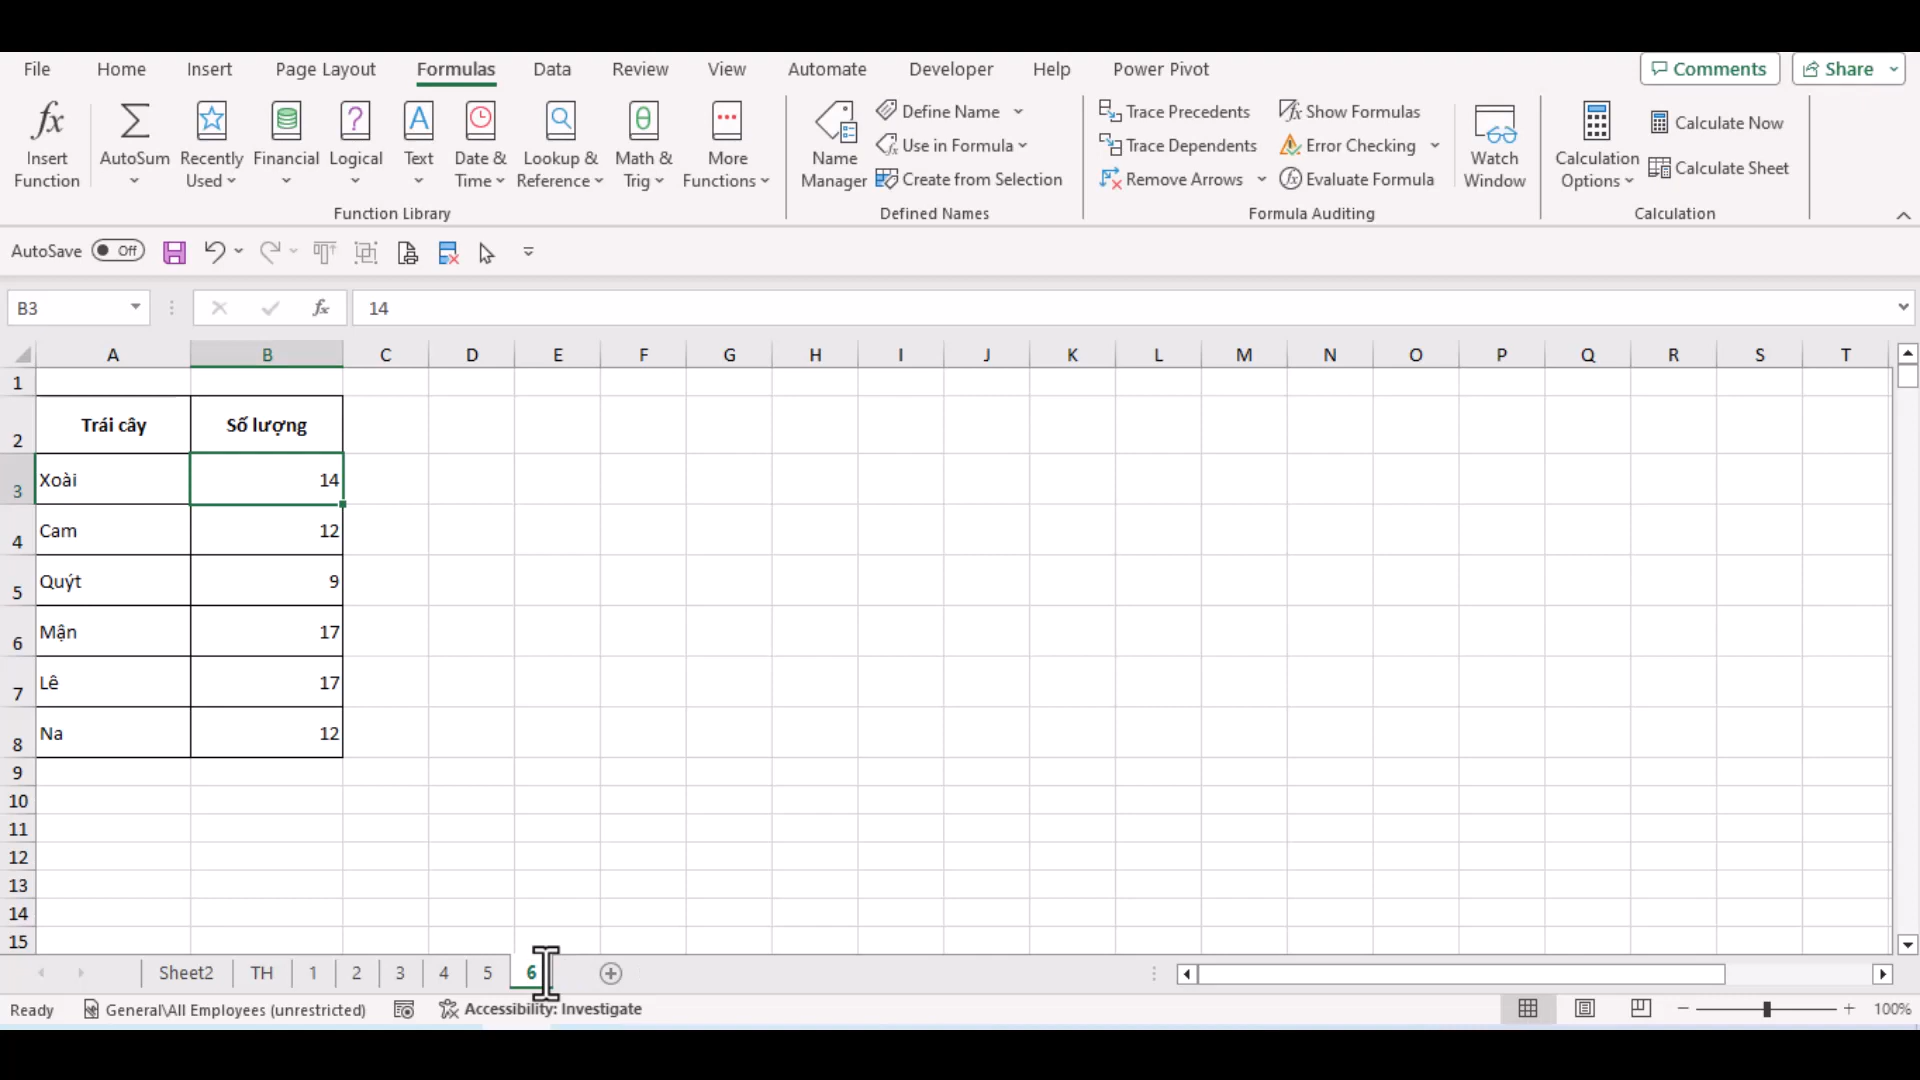 File Home Insert Page Layout Formulas Data Review View Automate Developer Help Power Pivot Comments Share
Insert Function AutoSum Recently Used Financial Logical Text Date & Time Lookup & Reference Math & Trig More Functions
Name Manager Define Name Use in Formula Create from Selection
Trace Precedents Trace Dependents Remove Arrows Show Formulas Error Checking Evaluate Formula Watch Window
Calculation Options Calculate Now Calculate Sheet
Function Library Defined Names Formula Auditing Calculation
AutoSave Off
B3 fx 14
A B C D E F G H I J K L M N O P Q R S T
1
2 Trái cây Số lượng
3 Xoài 14
4 Cam 12
5 Quýt 9
6 Mận 17
7 Lê 17
8 Na 12
9
10
11
12
13
14
15
Sheet2 TH 1 2 3 4 5 6
Ready General\All Employees (unrestricted) Accessibility: Investigate 100%